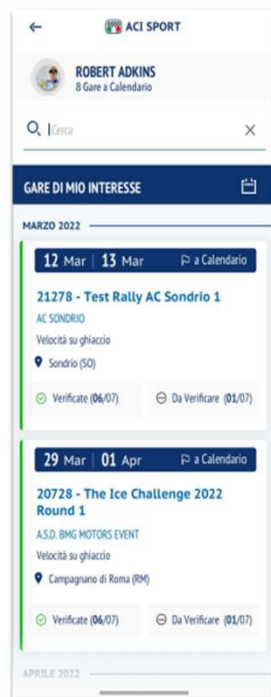 ACI SPORT
ROBERT ADKINS
8 Gare a Calendario
Cerca
GARE DI MIO INTERESSE
MARZO 2022
12 Mar | 13 Mar a Calendario
21278 - Test Rally AC Sondrio 1
AC SONDRIO
Velocità su ghiaccio
Sondrio (SO)
Verificate (06/07) Da Verificare (01/07)
29 Mar | 01 Apr a Calendario
20728 - The Ice Challenge 2022
Round 1
A.S.D. BMG MOTORS EVENT
Velocità su ghiaccio
Campagnano di Roma (RM)
Verificate (06/07) Da Verificare (01/07)
APRILE 2022